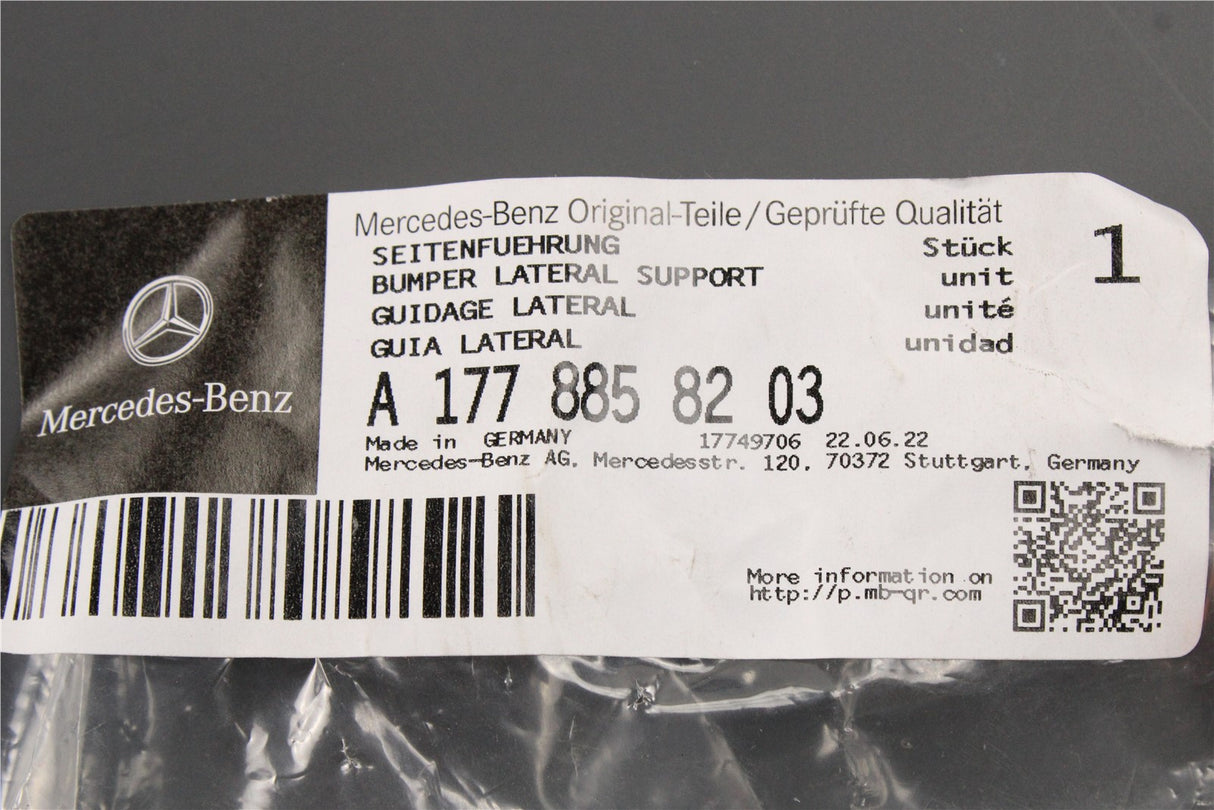 Mercedes-Benz
Mercedes-Benz Original-Teile/Geprüfte Qualität
SEITENFUEHRUNG Stück 1
BUMPER LATERAL SUPPORT unit
GUIDAGE LATERAL unité
GUIA LATERAL unidad
A 177 885 82 03
Made in GERMANY 17749706 22.06.22
Mercedes-Benz AG, Mercedesstr. 120, 70372 Stuttgart, Germany
More information on
http://p.mb-qr.com